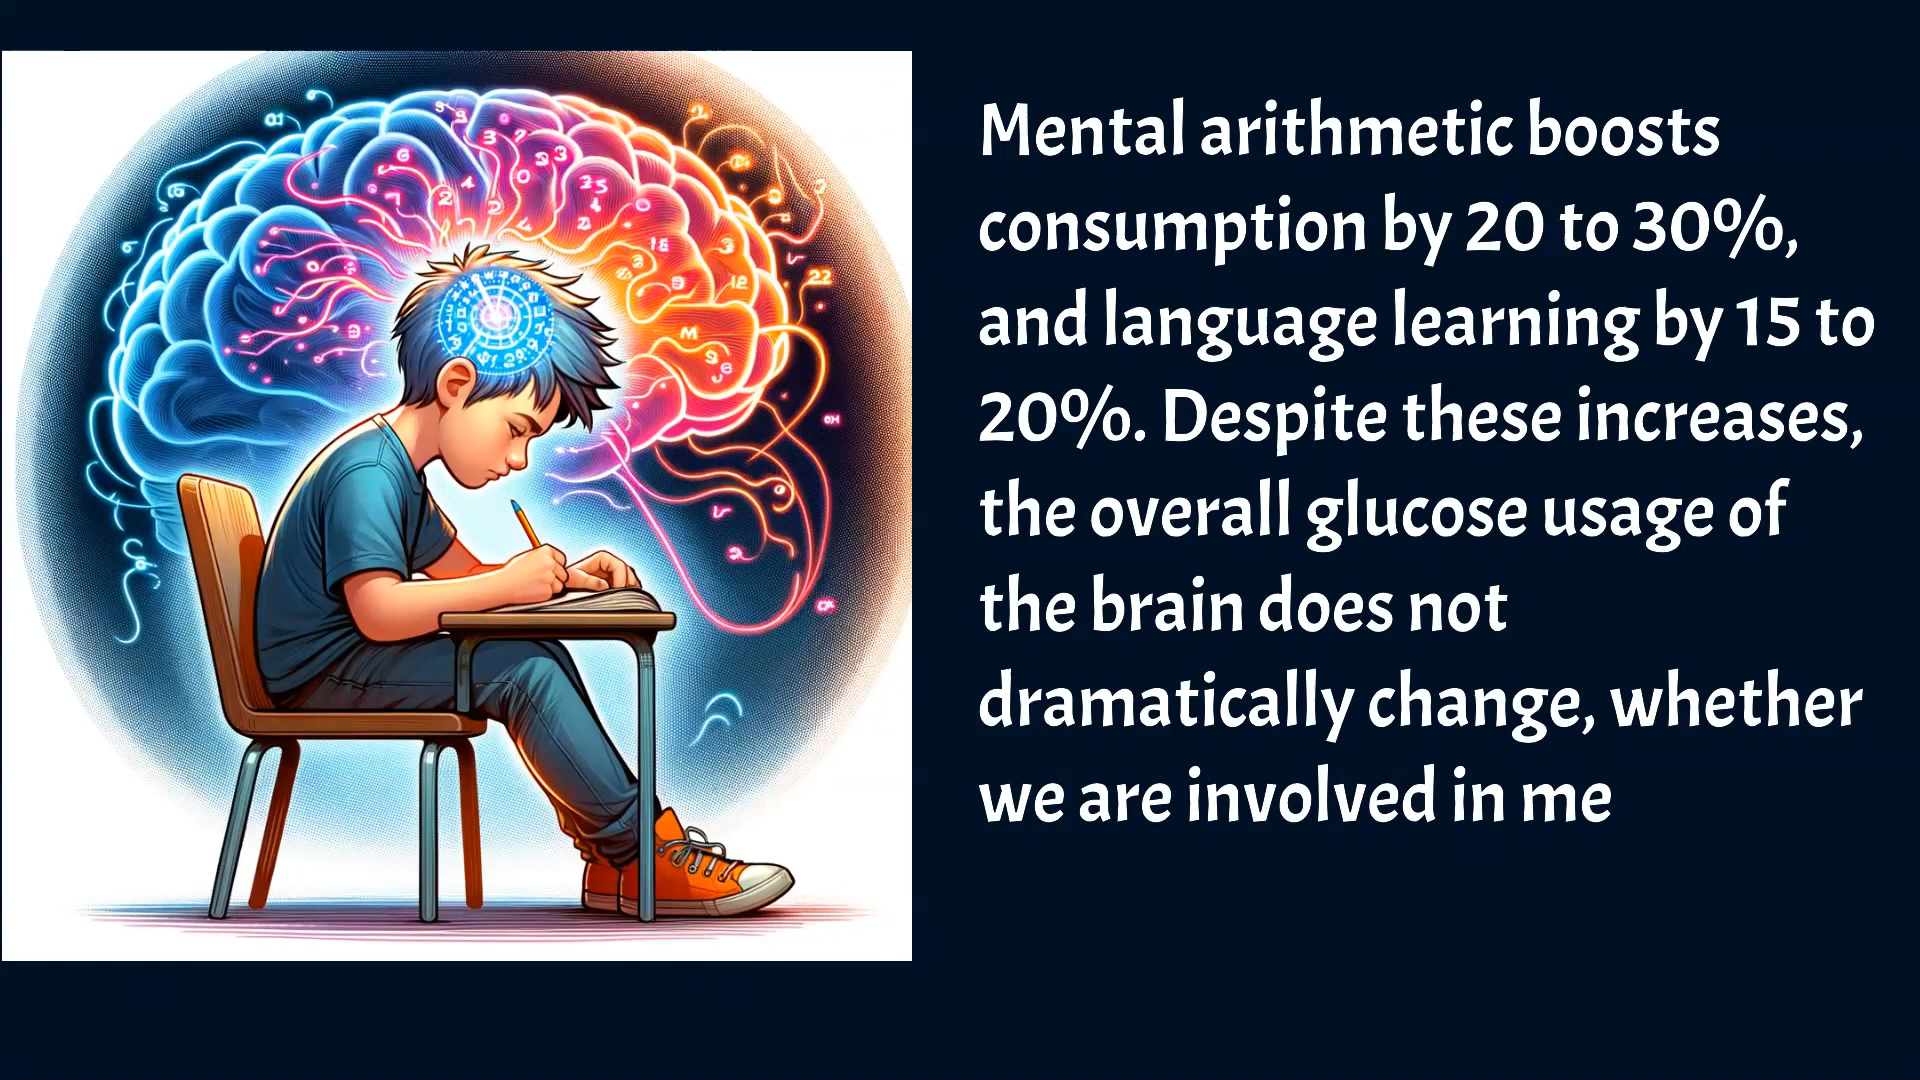 Mental arithmetic boosts
consumption by 20 to 30%,
and language learning by 15 to
20%. Despite these increases,
the overall glucose usage of
the brain does not
dramatically change, whether
we are involved in me